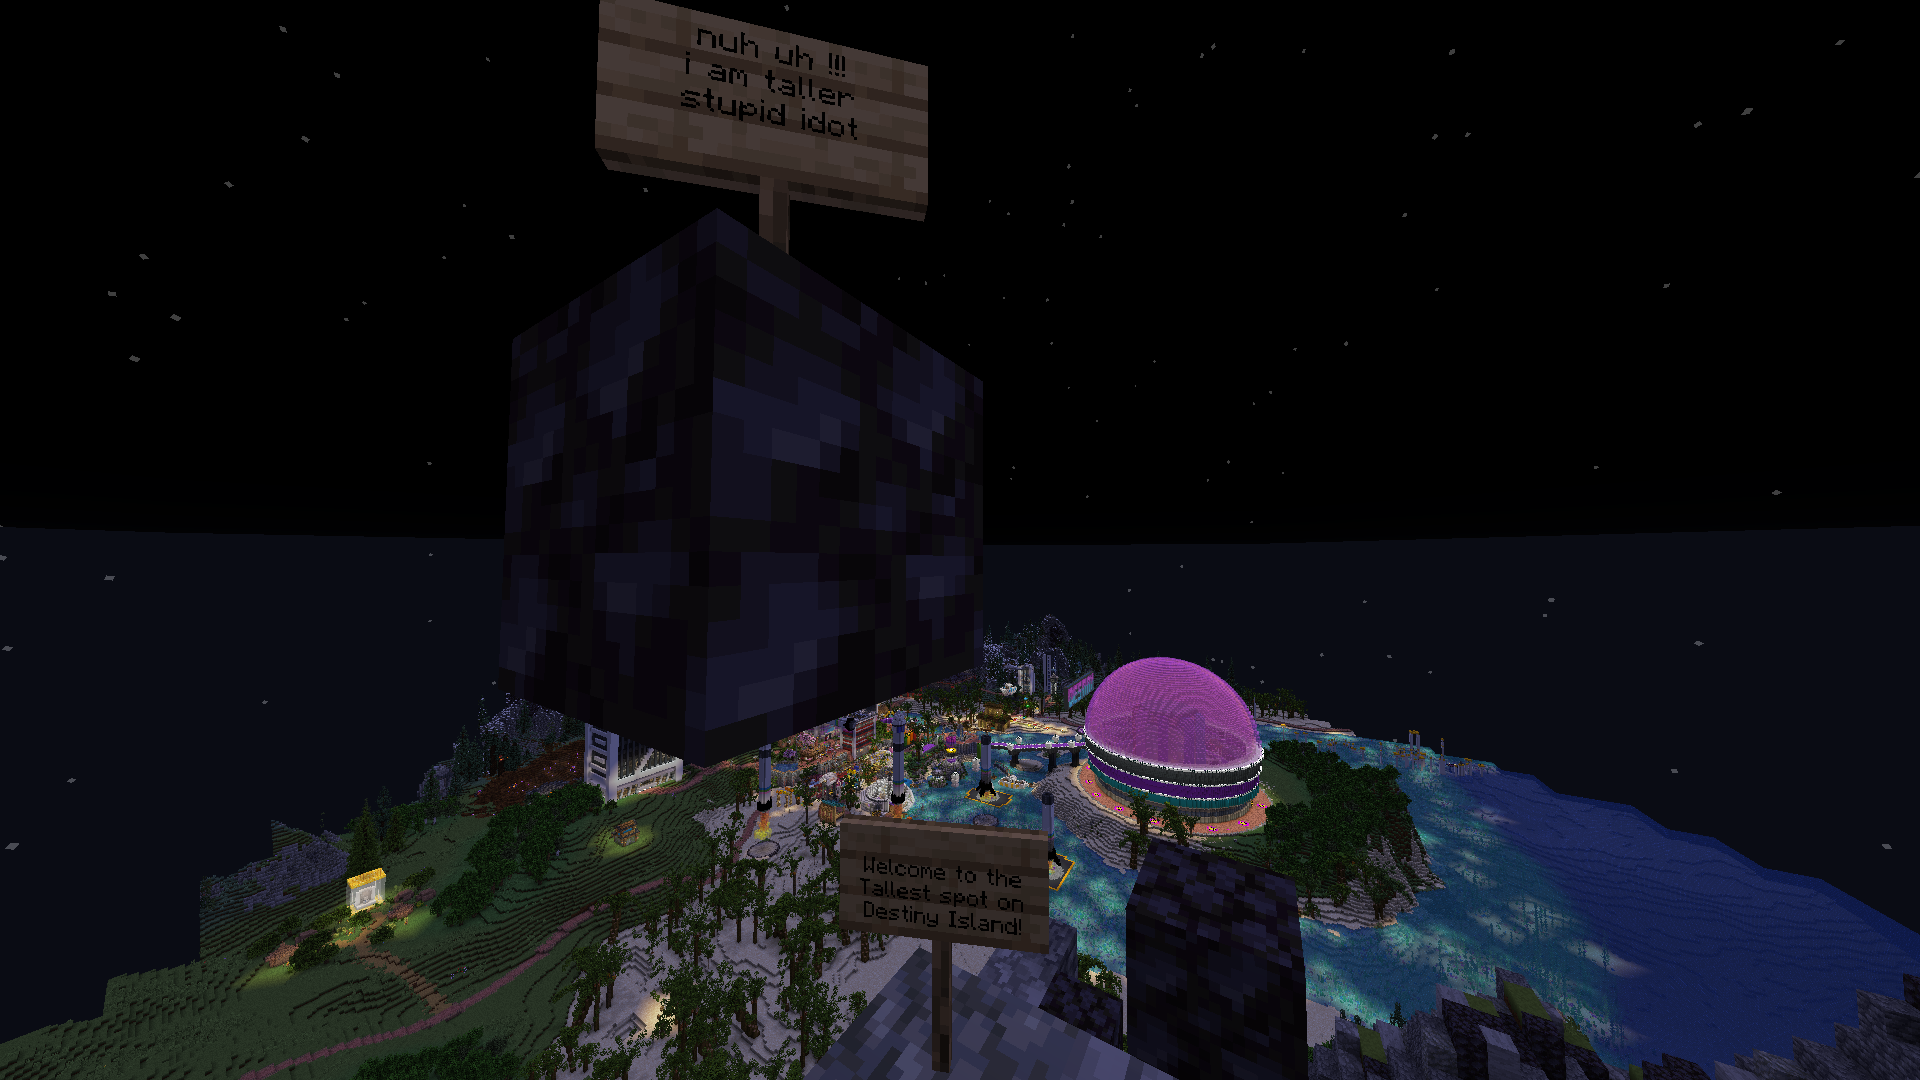 nuh uh !!!
i am taller
stupid idot
Welcome to the
Tallest spot on
Destiny Island!